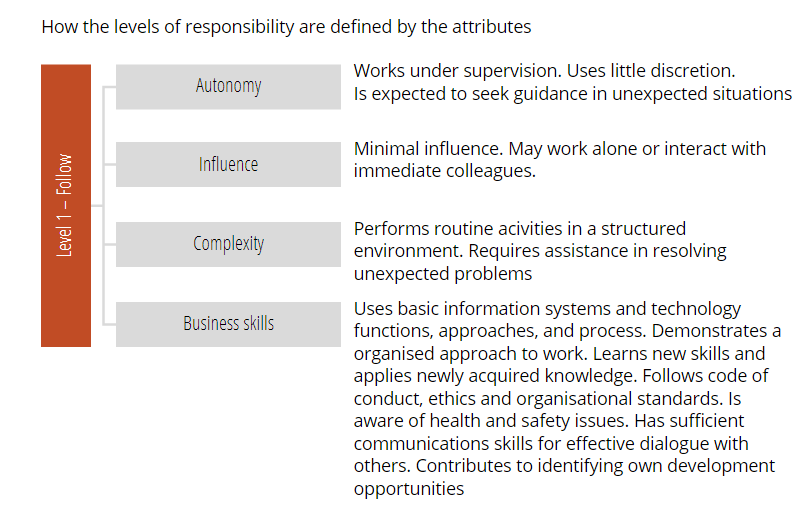 How the levels of responsibility are defined by the attributes
Level 1 – Follow
Autonomy
Works under supervision. Uses little discretion.
Is expected to seek guidance in unexpected situations
Influence
Minimal influence. May work alone or interact with
immediate colleagues.
Complexity
Performs routine acivities in a structured
environment. Requires assistance in resolving
unexpected problems
Business skills
Uses basic information systems and technology
functions, approaches, and process. Demonstrates a
organised approach to work. Learns new skills and
applies newly acquired knowledge. Follows code of
conduct, ethics and organisational standards. Is
aware of health and safety issues. Has sufficient
communications skills for effective dialogue with
others. Contributes to identifying own development
opportunities